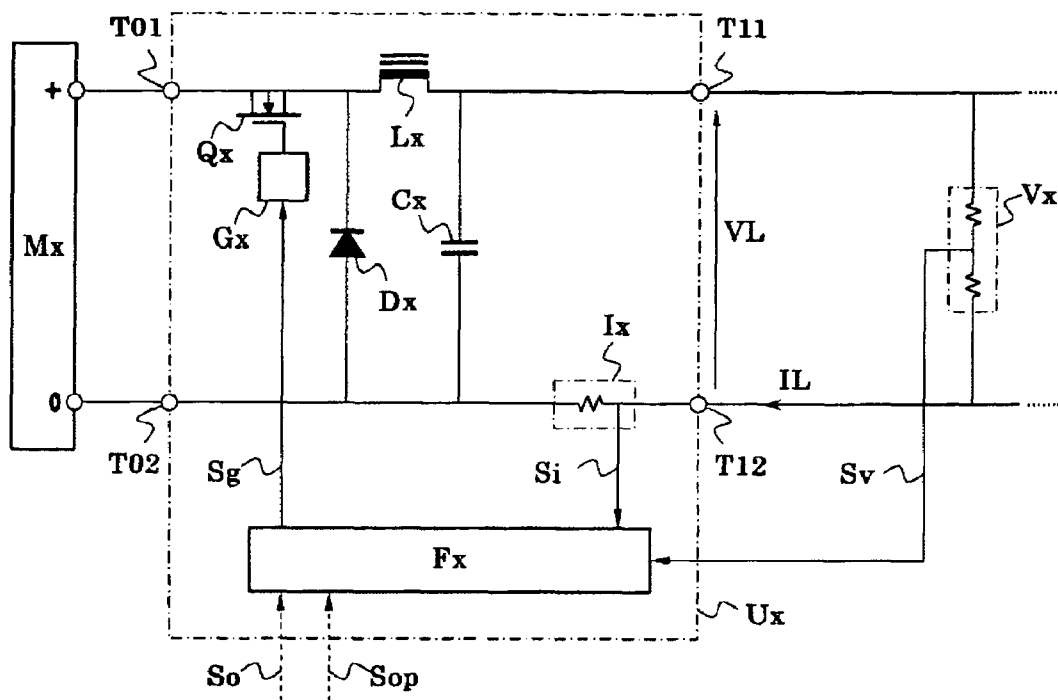 T01
T11
+
Qx
Lx
Gx
Cx
Vx
Mx
VL
Dx
Ix
0
IL
T02
Sg
Si
T12
Sv
Fx
Ux
So
Sop